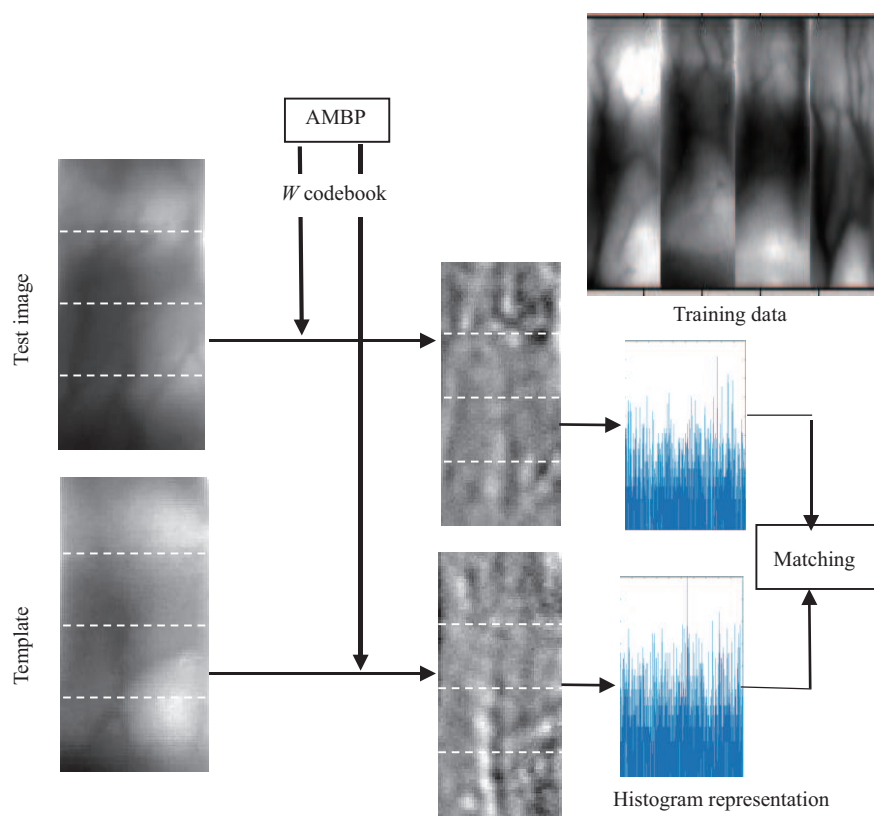 AMBP
W codebook
Test image
Training data
Template
Matching
Histogram representation